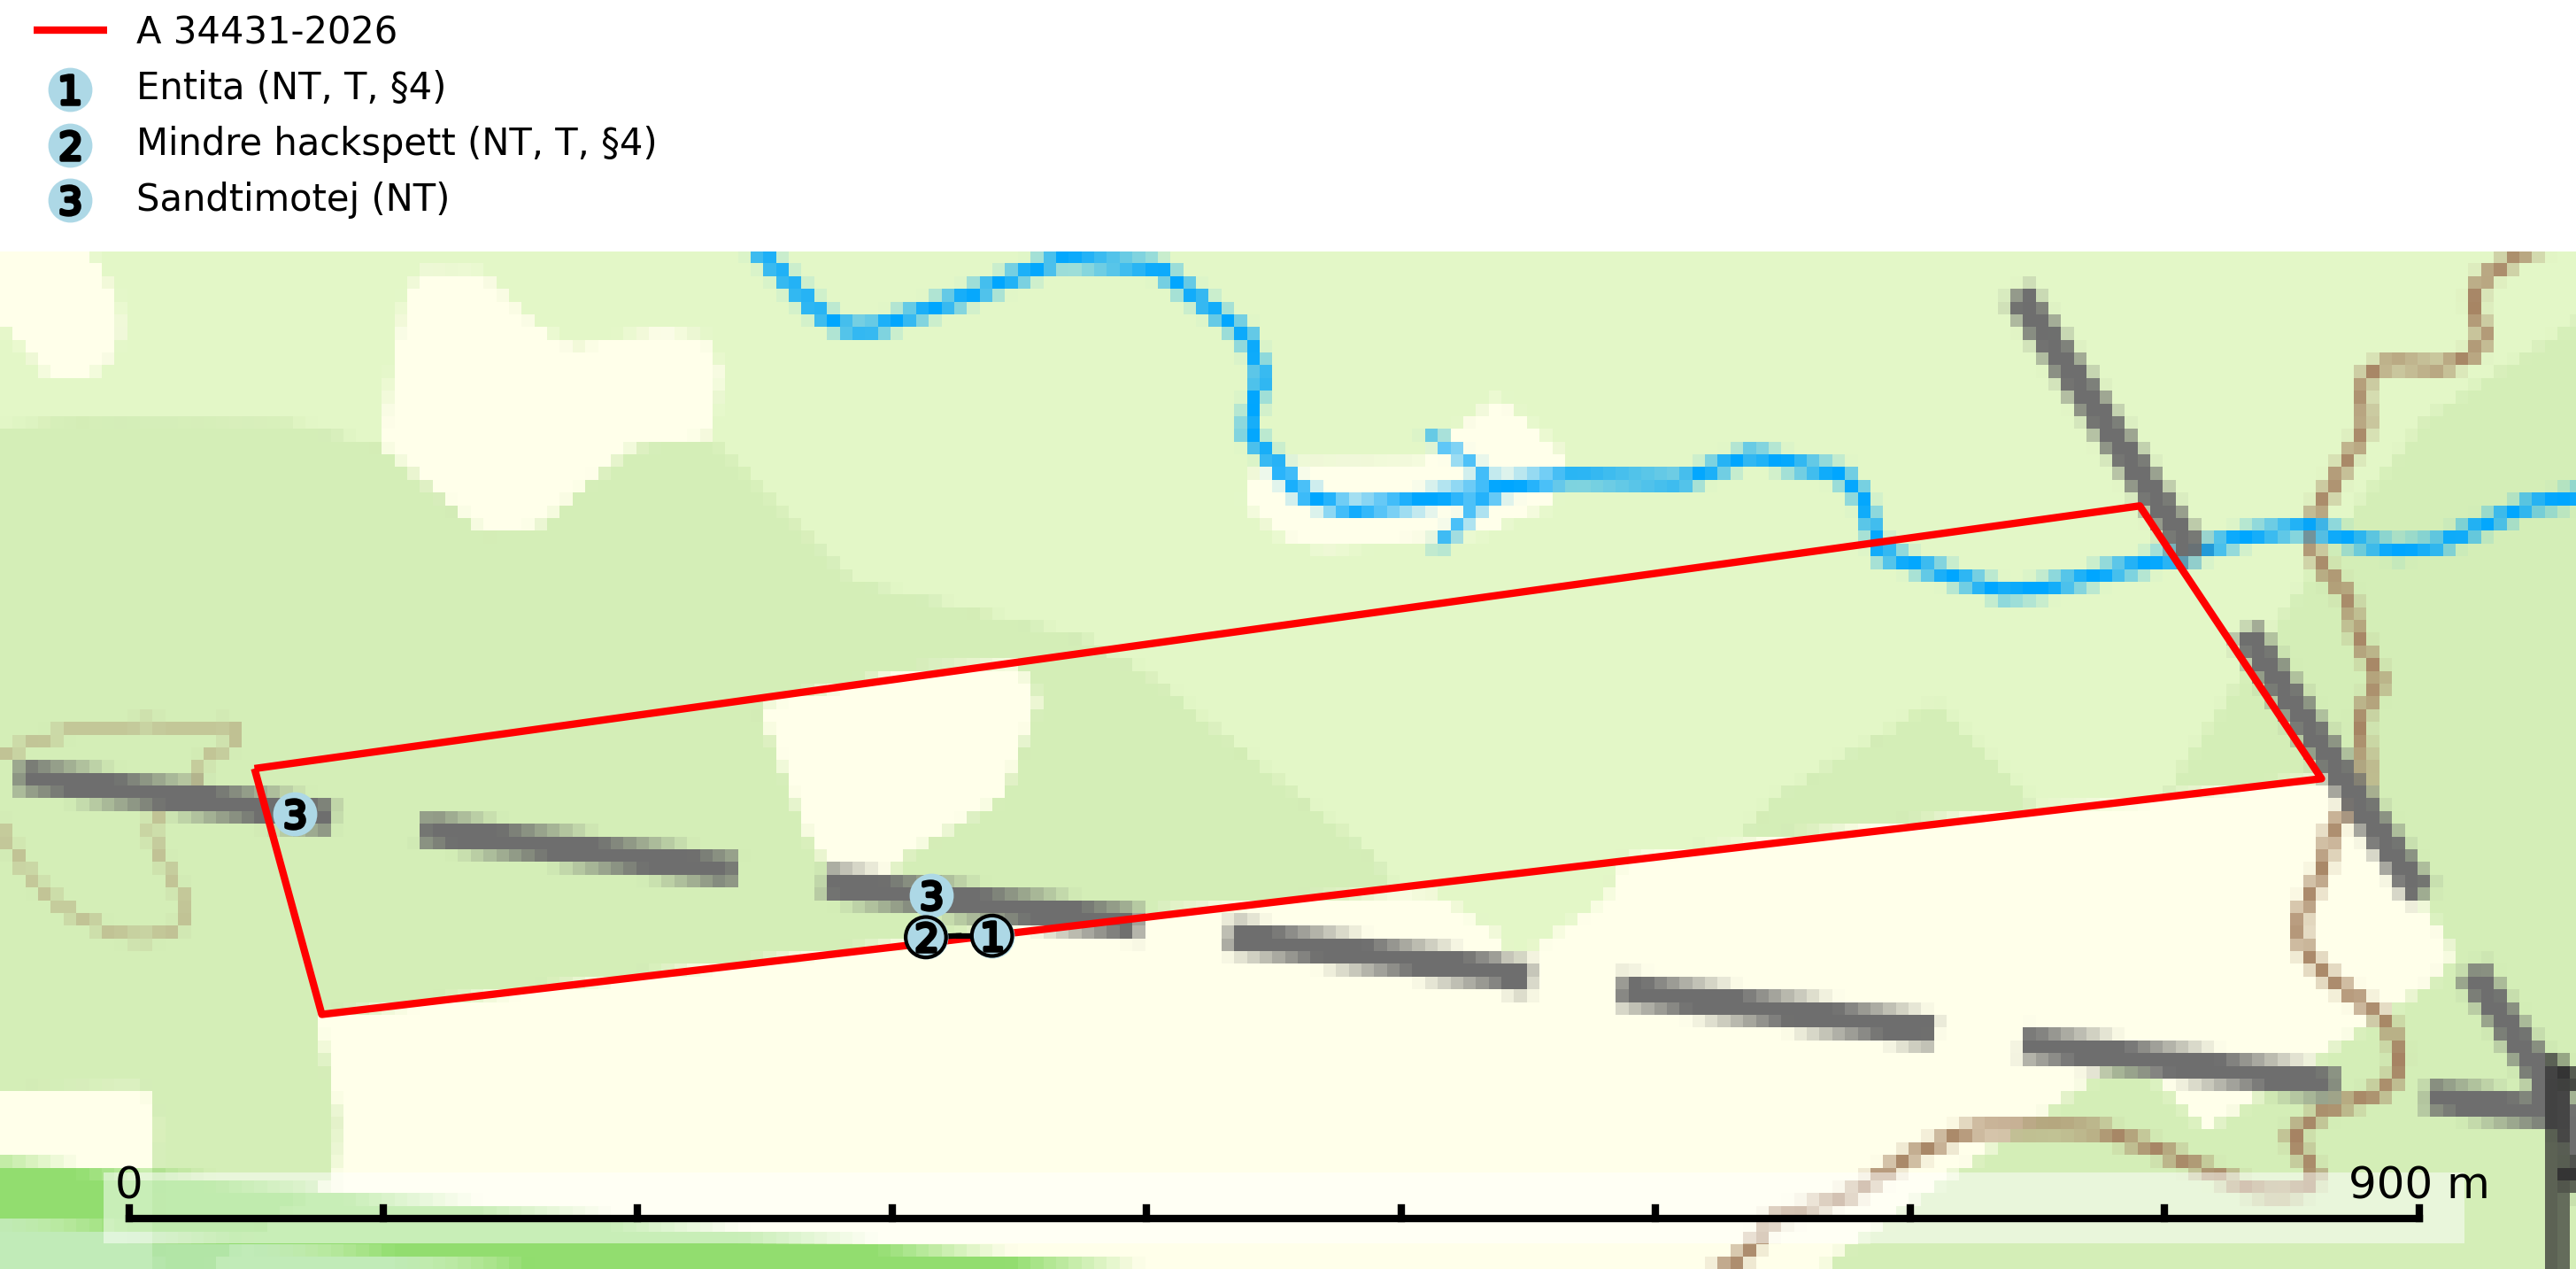 A 34431-2026
1 Entita (NT, T, §4)
2 Mindre hackspett (NT, T, §4)
3 Sandtimotej (NT)
3
3
2 1
0 900 m